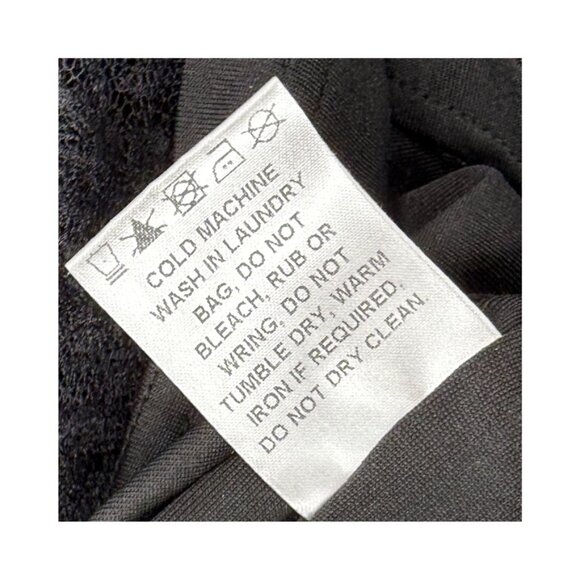 COLD MACHINE
WASH IN LAUNDRY
BAG, DO NOT
BLEACH, RUB OR
WRING, DO NOT
TUMBLE DRY, WARM
IRON IF REQUIRED,
DO NOT DRY CLEAN.